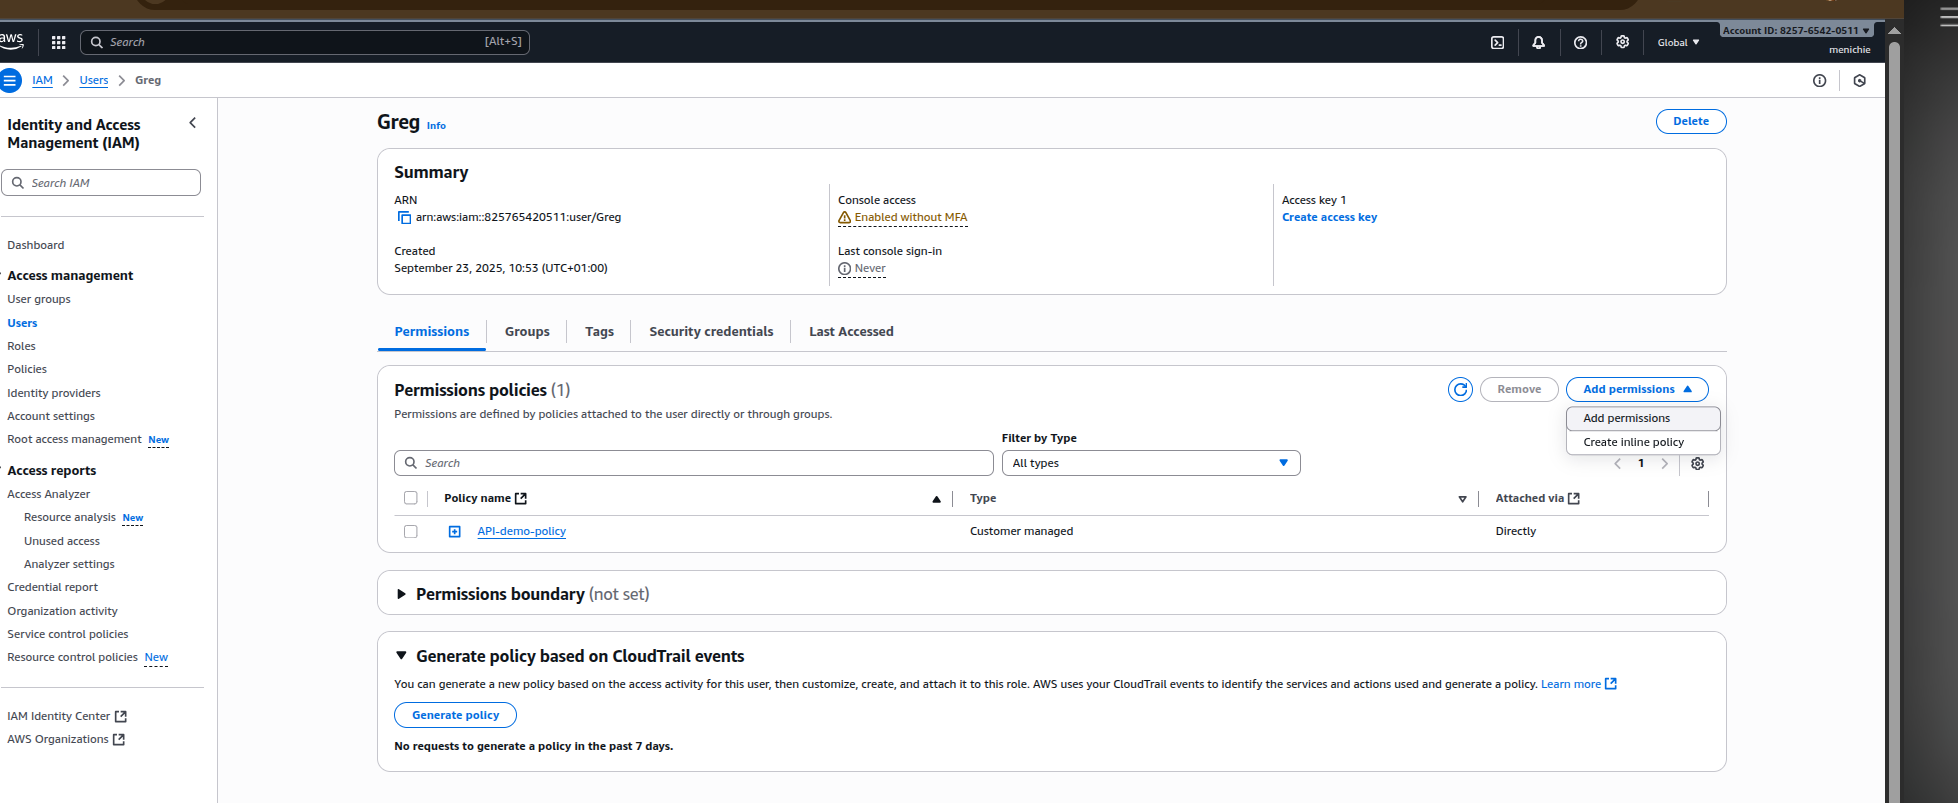 aws
Search [Alt+S]
Global
Account ID: 8257-6542-0511
menichie
IAM
Users
Greg
Identity and Access
Management (IAM)
Search IAM
Dashboard
Access management
User groups
Users
Roles
Policies
Identity providers
Account settings
Root access management New
Access reports
Access Analyzer
Resource analysis New
Unused access
Analyzer settings
Credential report
Organization activity
Service control policies
Resource control policies New
IAM Identity Center
AWS Organizations
Greg Info
Delete
Summary
ARN
arn:aws:iam::825765420511:user/Greg
Created
September 23, 2025, 10:53 (UTC+01:00)
Console access
Enabled without MFA
Last console sign-in
Never
Access key 1
Create access key
Permissions
Groups
Tags
Security credentials
Last Accessed
Permissions policies (1)
Remove
Add permissions
Add permissions
Create inline policy
Permissions are defined by policies attached to the user directly or through groups.
Filter by Type
Search
All types
1
Policy name
Type
Attached via
API-demo-policy
Customer managed
Directly
Permissions boundary (not set)
Generate policy based on CloudTrail events
You can generate a new policy based on the access activity for this user, then customize, create, and attach it to this role. AWS uses your CloudTrail events to identify the services and actions used and generate a policy. Learn more
Generate policy
No requests to generate a policy in the past 7 days.